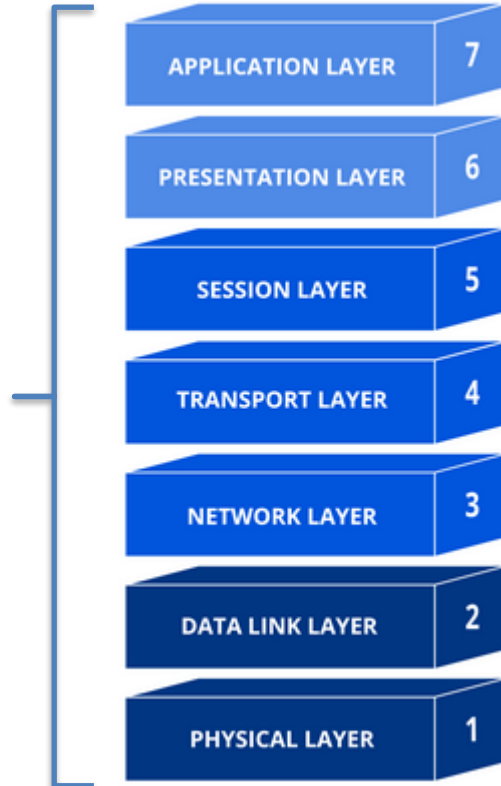 APPLICATION LAYER 7
PRESENTATION LAYER 6
SESSION LAYER 5
TRANSPORT LAYER 4
NETWORK LAYER 3
DATA LINK LAYER 2
PHYSICAL LAYER 1